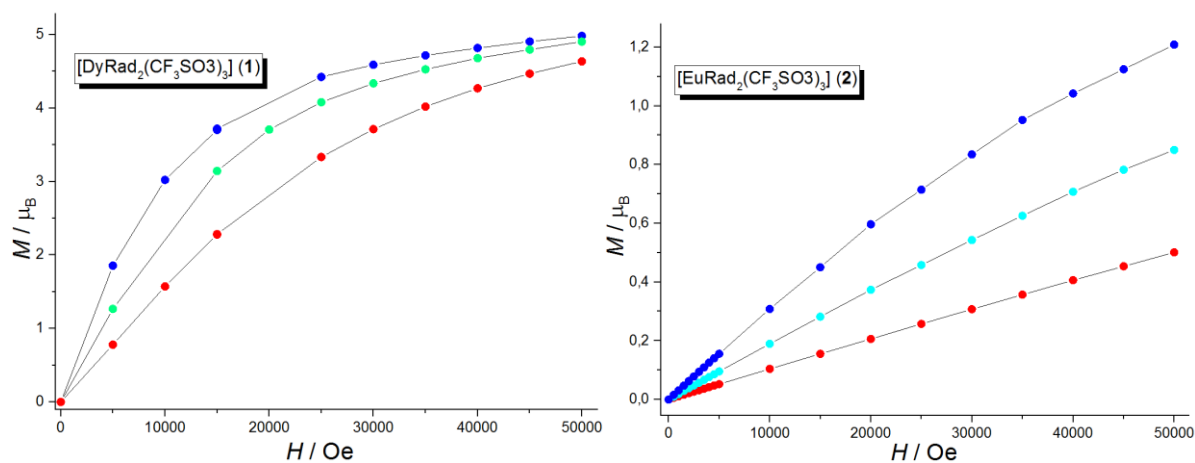 5
4
3
2
1
0
M / μB
[DyRad2(CF3SO3)3] (1)
0 10000 20000 30000 40000 50000
H / Oe
1,2
1,0
0,8
0,6
0,4
0,2
0,0
M / μB
[EuRad2(CF3SO3)3] (2)
0 10000 20000 30000 40000 50000
H / Oe